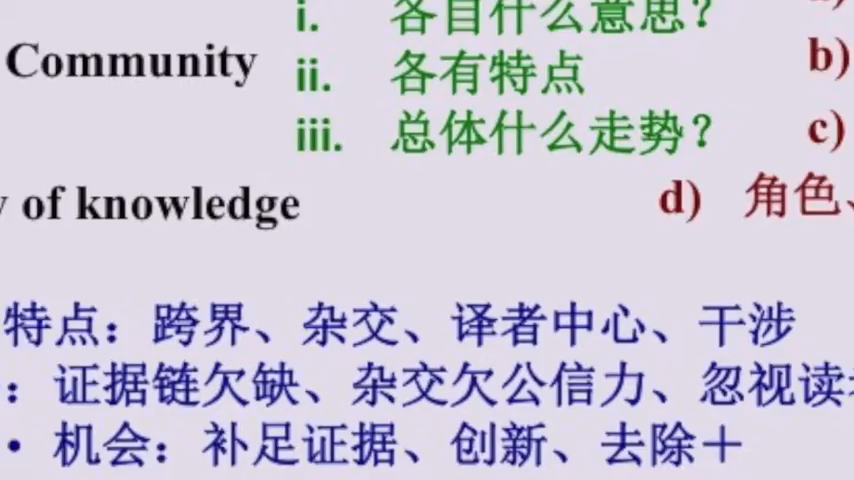 i. 各自什么意思？
Community
ii. 各有特点
b)
iii. 总体什么走势？
c)
of knowledge
d) 角色、
特点：跨界、杂交、译者中心、干涉
：证据链欠缺、杂交欠公信力、忽视读
• 机会：补足证据、创新、去除＋